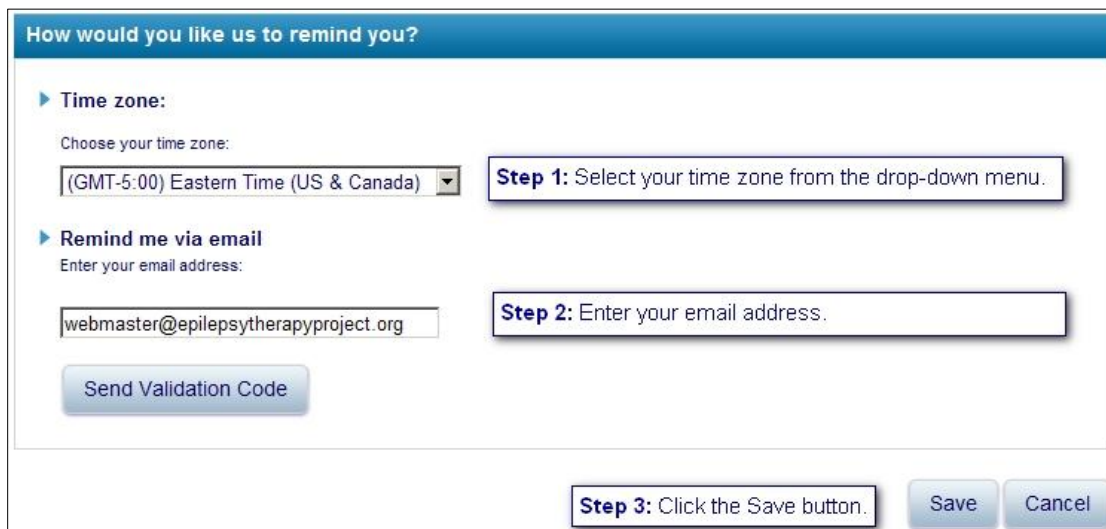 How would you like us to remind you?
Time zone:
Choose your time zone:
(GMT-5:00) Eastern Time (US & Canada)
Step 1: Select your time zone from the drop-down menu.
Remind me via email
Enter your email address:
webmaster@epilepsytherapyproject.org
Step 2: Enter your email address.
Send Validation Code
Step 3: Click the Save button.
Save
Cancel